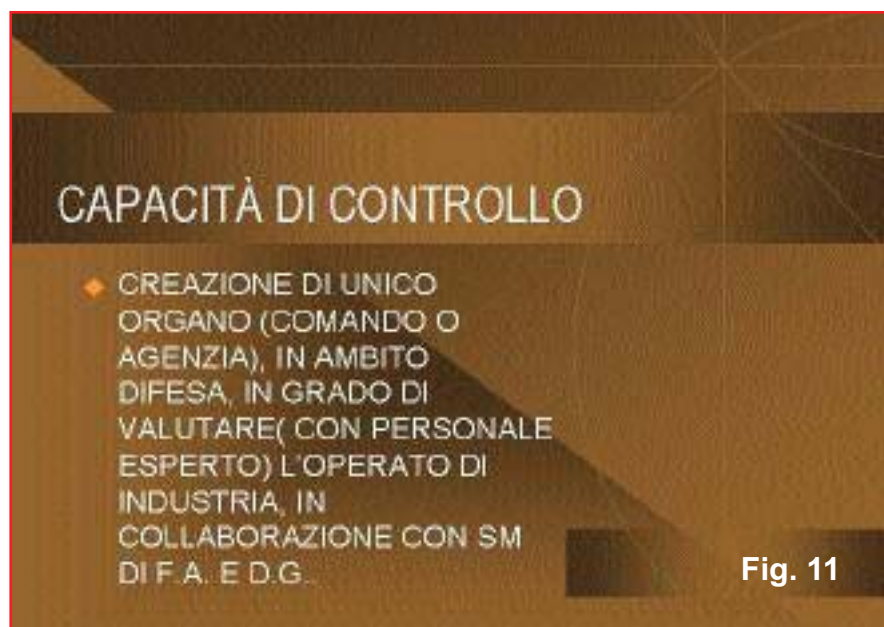 CAPACITÀ DI CONTROLLO
CREAZIONE DI UNICO
ORGANO (COMANDO O
AGENZIA), IN AMBITO
DIFESA, IN GRADO DI
VALUTARE( CON PERSONALE
ESPERTO) L'OPERATO DI
INDUSTRIA, IN
COLLABORAZIONE CON SM
DI F.A. E D.G..
Fig. 11